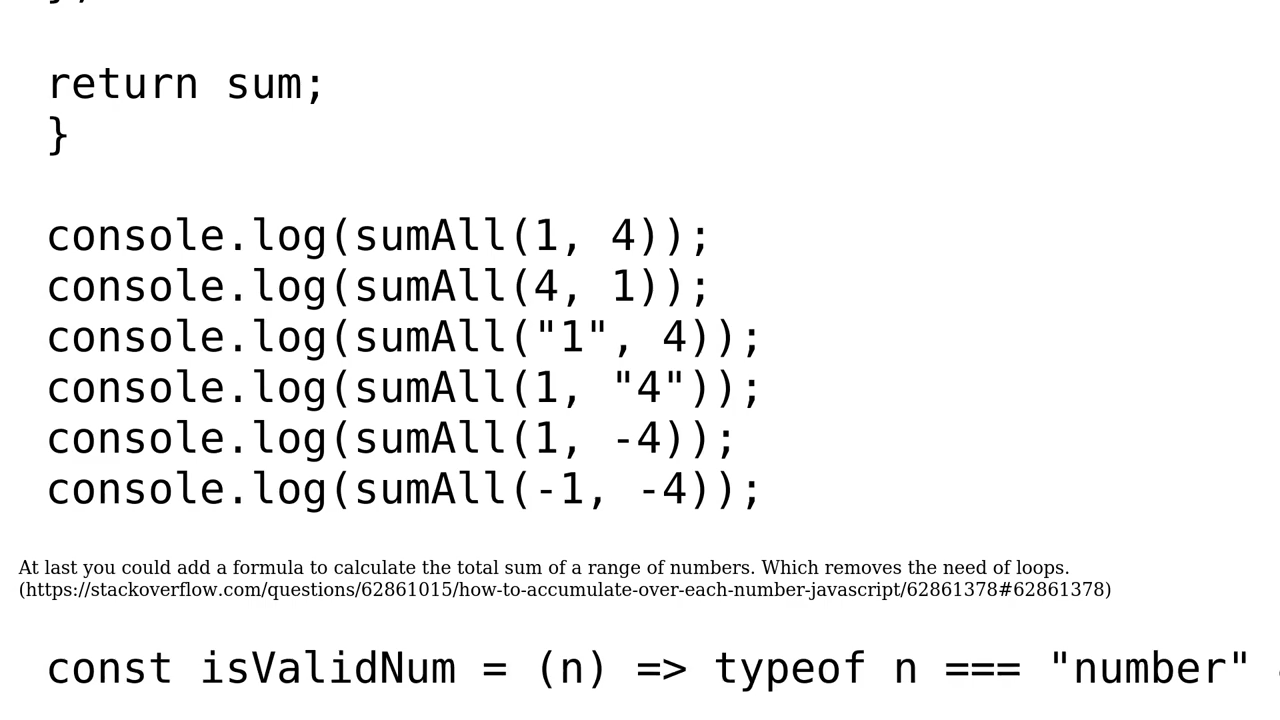 return sum;
}
console.log(sumAll(1, 4));
console.log(sumAll(4, 1));
console.log(sumAll("1", 4));
console.log(sumAll(1, "4"));
console.log(sumAll(1, -4));
console.log(sumAll(-1, -4));
At last you could add a formula to calculate the total sum of a range of numbers. Which removes the need of loops.
(https://stackoverflow.com/questions/62861015/how-to-accumulate-over-each-number-javascript/62861378#62861378)
const isValidNum = (n) => typeof n === "number"